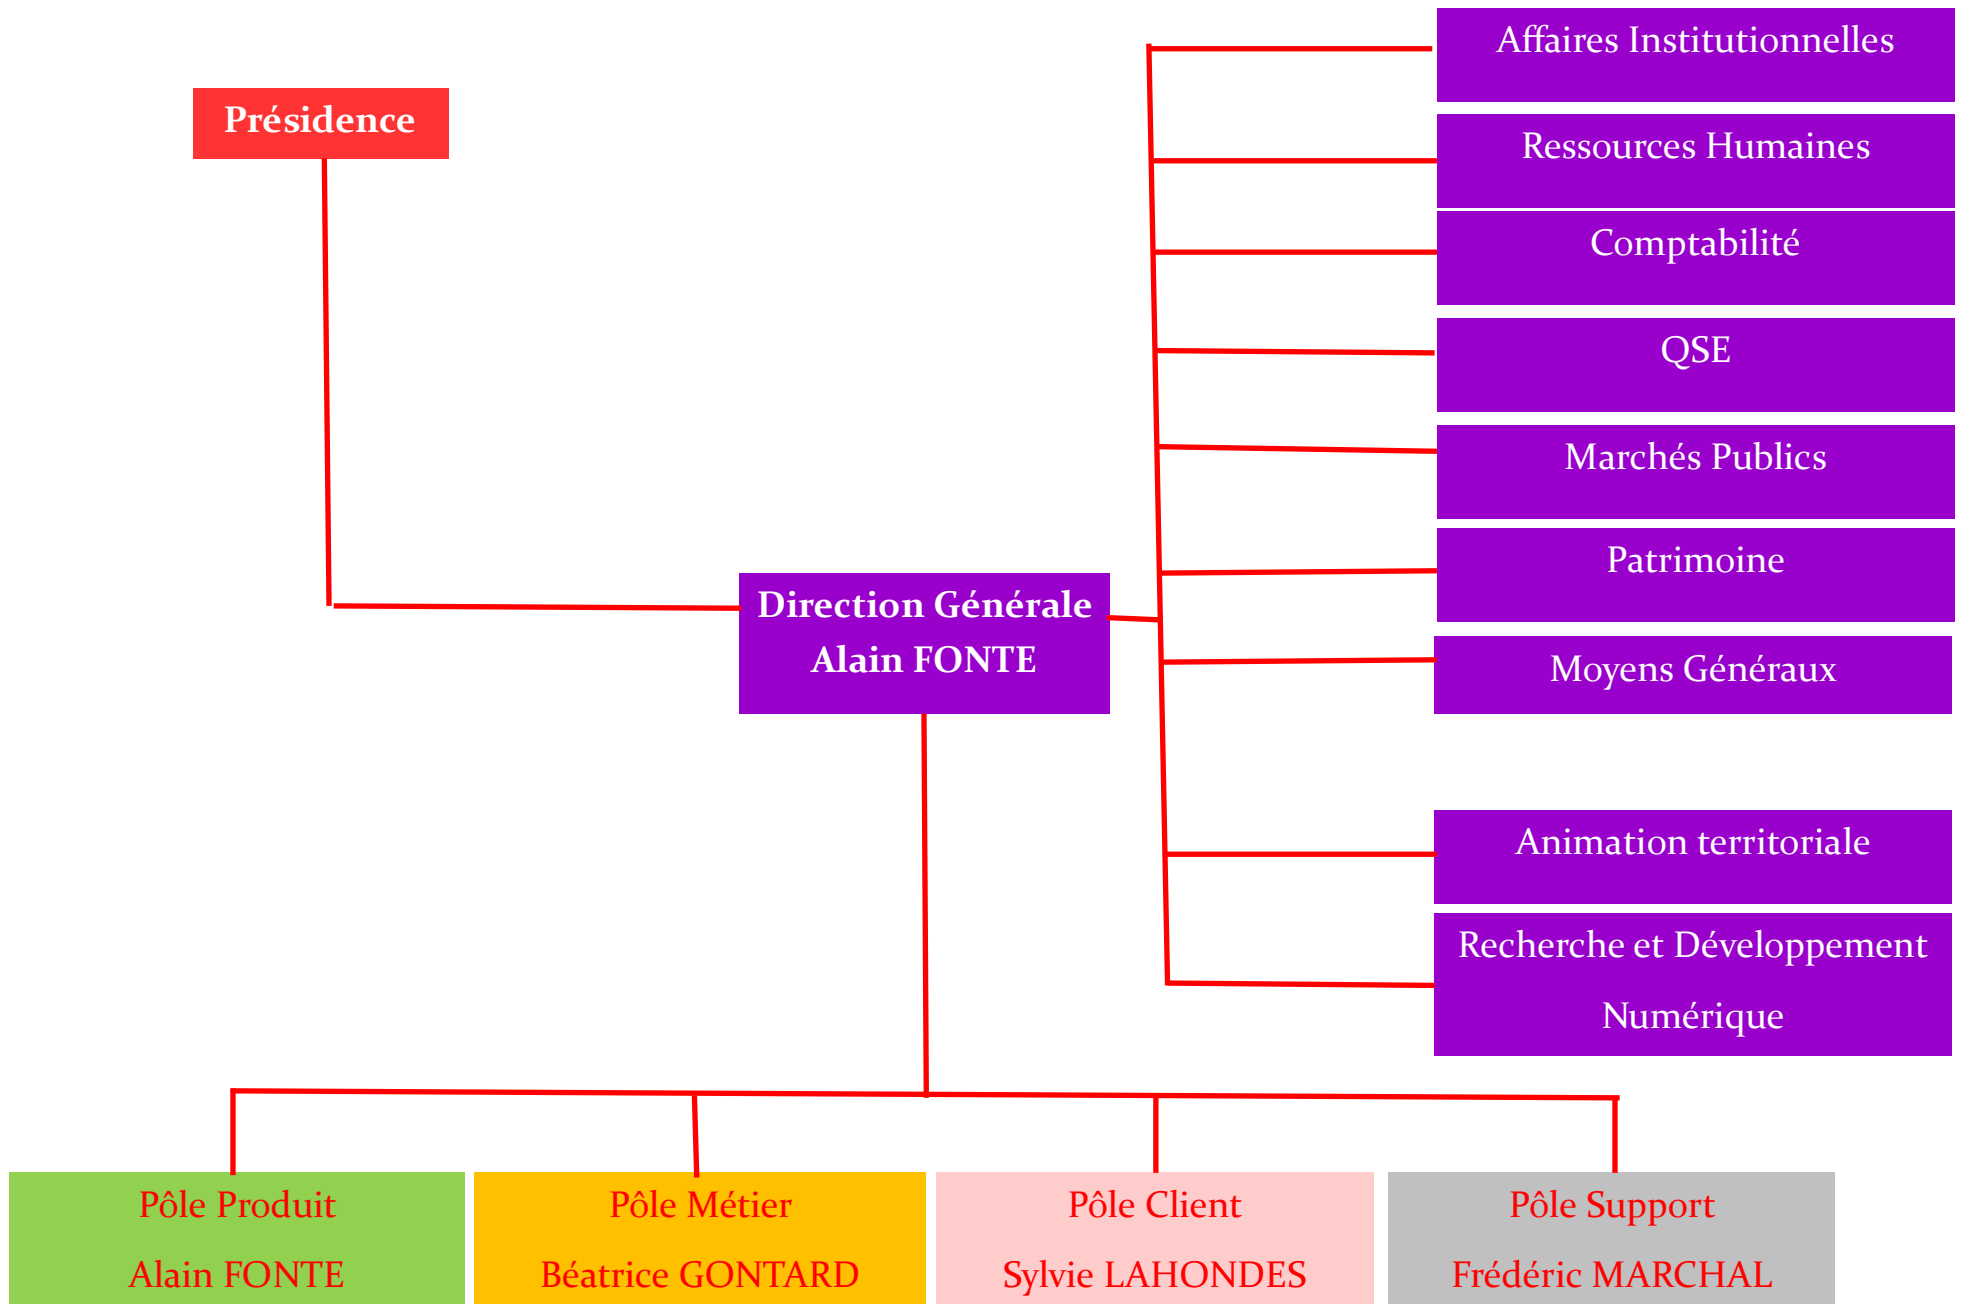 Présidence
Direction Générale
Alain FONTE
Affaires Institutionnelles
Ressources Humaines
Comptabilité
QSE
Marchés Publics
Patrimoine
Moyens Généraux
Animation territoriale
Recherche et Développement
Numérique
Pôle Produit
Alain FONTE
Pôle Métier
Béatrice GONTARD
Pôle Client
Sylvie LAHONDES
Pôle Support
Frédéric MARCHAL